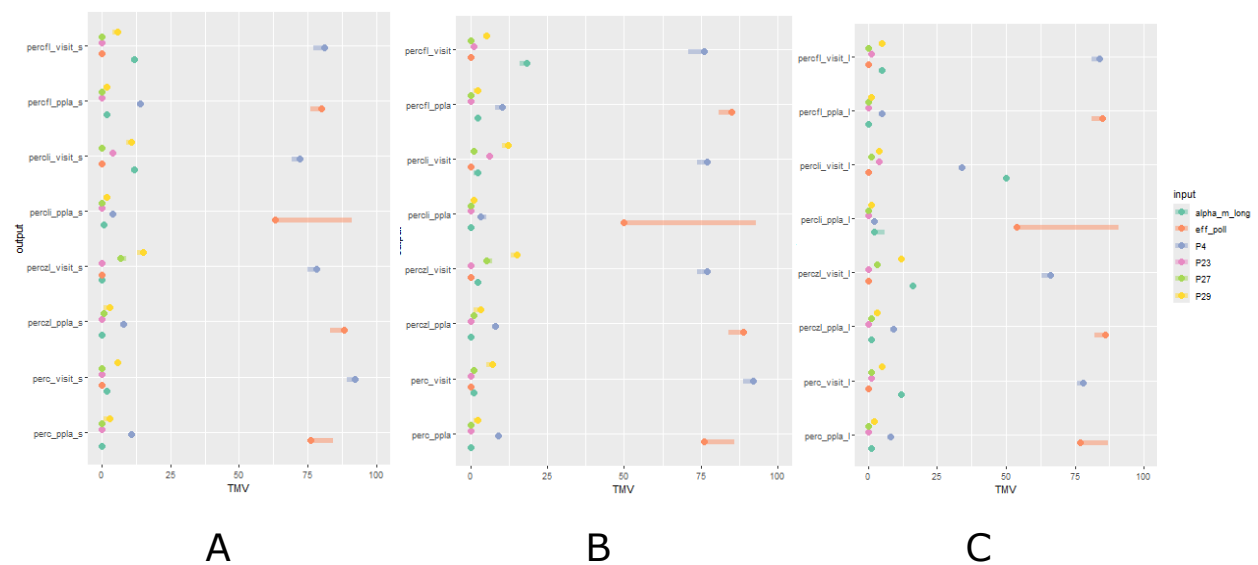 output
percfl_visit_s
percfl_ppla_s
percli_visit_s
percli_ppla_s
perczl_visit_s
perczl_ppla_s
perc_visit_s
perc_ppla_s
0 25 50 75 100
TMV
A
percfl_visit
percfl_ppla
percli_visit
percli_ppla
perczl_visit
perczl_ppla
perc_visit
perc_ppla
0 25 50 75 100
TMV
B
percfl_visit_l
percfl_ppla_l
percli_visit_l
percli_ppla_l
perczl_visit_l
perczl_ppla_l
perc_visit_l
perc_ppla_l
0 25 50 75 100
TMV
C
input
alpha_m_long
eff_poll
P4
P23
P27
P29